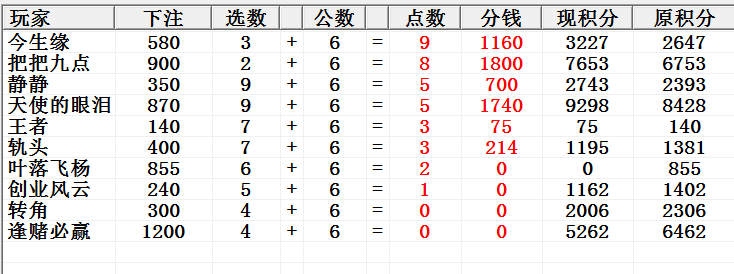 玩家 下注 选数 公数 点数 分钱 现积分 原积分
今生缘 580 3 + 6 = 9 1160 3227 2647
把把九点 900 2 + 6 = 8 1800 7653 6753
静静 350 9 + 6 = 5 700 2743 2393
天使的眼泪 870 9 + 6 = 5 1740 9298 8428
王者 140 7 + 6 = 3 75 75 140
轨头 400 7 + 6 = 3 214 1195 1381
叶落飞杨 855 6 + 6 = 2 0 0 855
创业风云 240 5 + 6 = 1 0 1162 1402
转角 300 4 + 6 = 0 0 2006 2306
逢赌必赢 1200 4 + 6 = 0 0 5262 6462